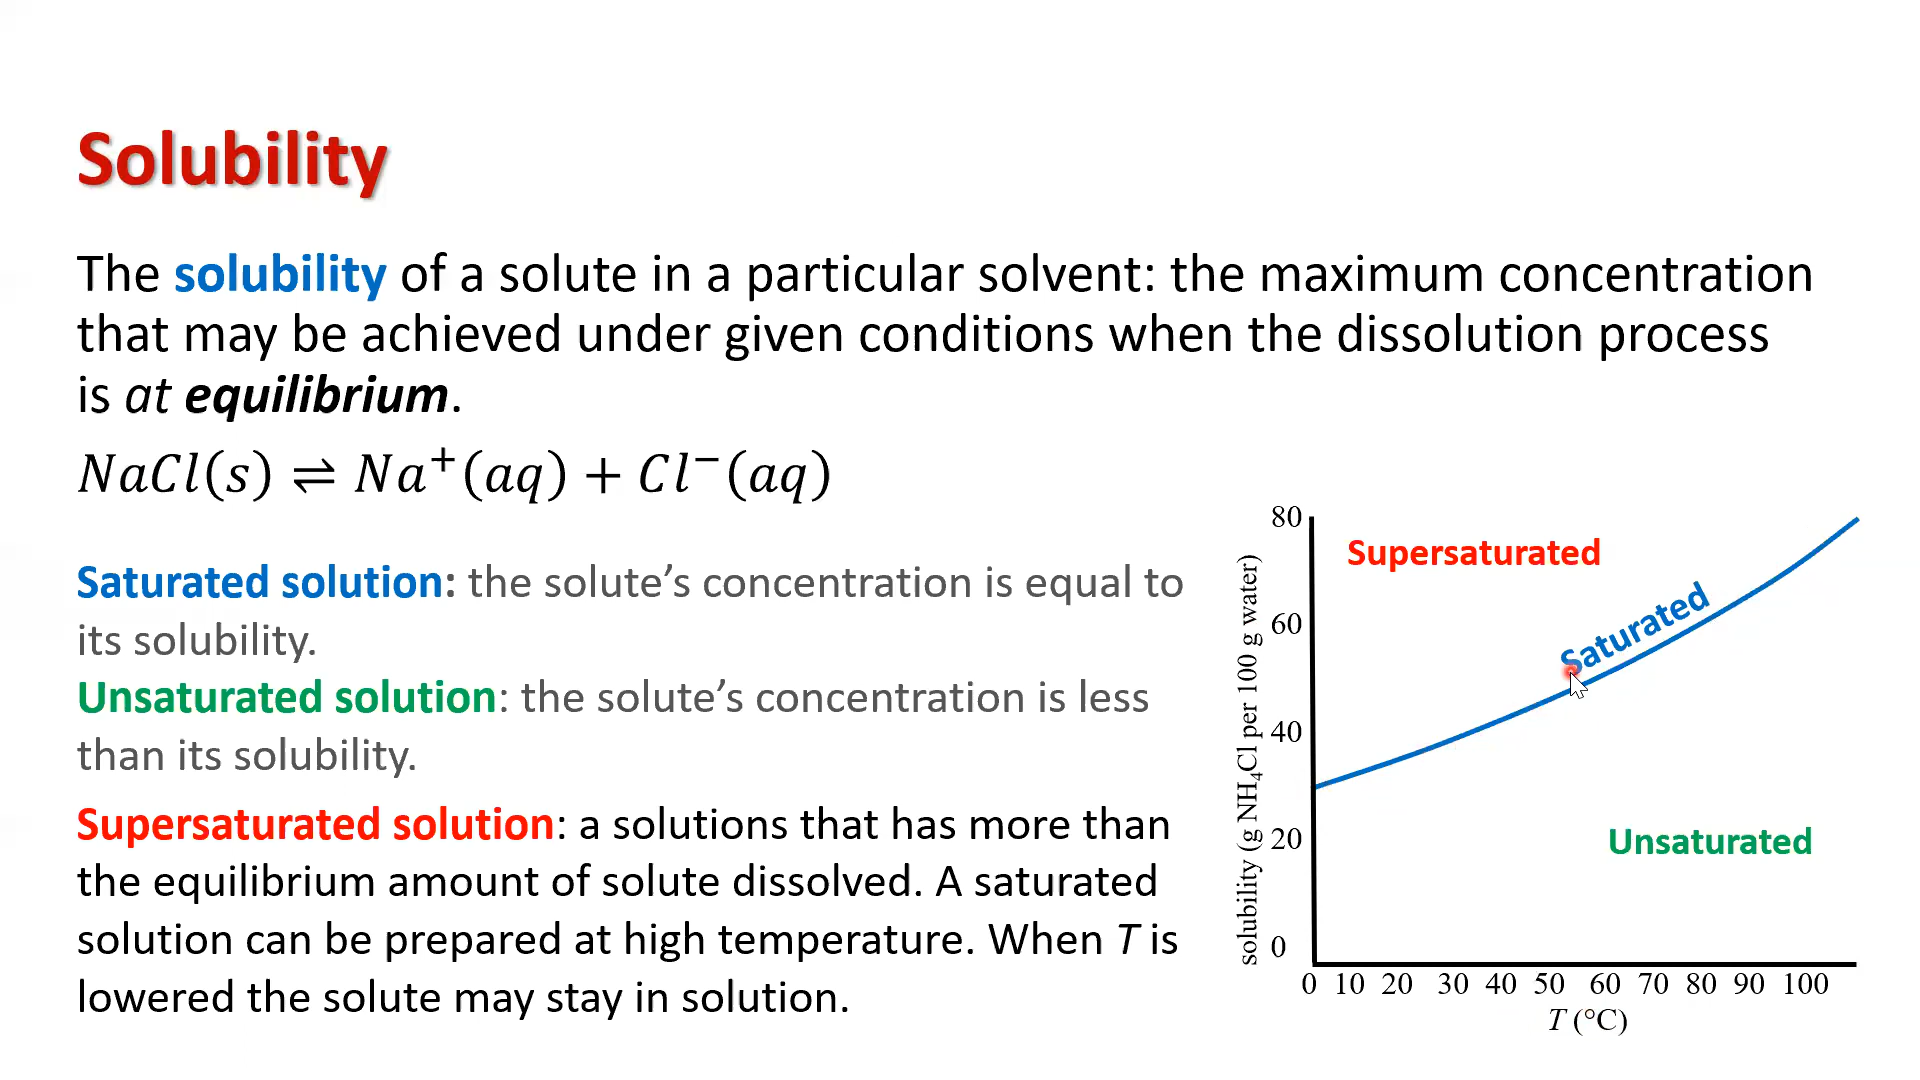 Solubility
The solubility of a solute in a particular solvent: the maximum concentration
that may be achieved under given conditions when the dissolution process
is at equilibrium.
NaCl(s) ⇌ Na⁺(aq) + Cl⁻(aq)
Saturated solution: the solute’s concentration is equal to
its solubility.
Unsaturated solution: the solute’s concentration is less
than its solubility.
Supersaturated solution: a solutions that has more than
the equilibrium amount of solute dissolved. A saturated
solution can be prepared at high temperature. When T is
lowered the solute may stay in solution.
solubility (g NH₄Cl per 100 g water)
80
60
40
20
0
Supersaturated
Saturated
Unsaturated
0 10 20 30 40 50 60 70 80 90 100
T (°C)